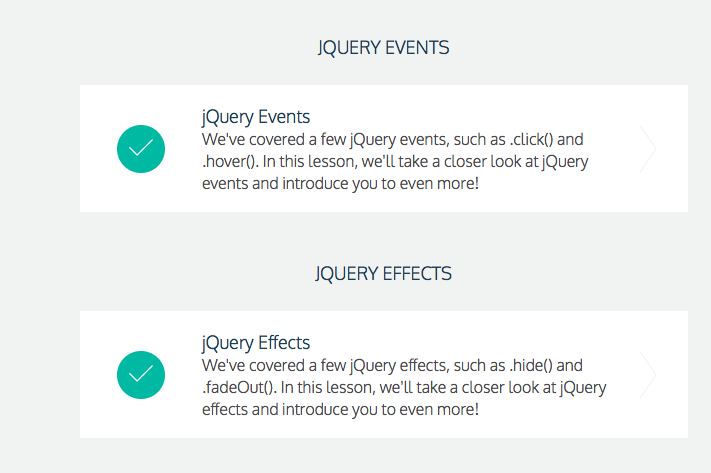 JQUERY EVENTS
jQuery Events
We've covered a few jQuery events, such as .click() and
.hover(). In this lesson, we'll take a closer look at jQuery
events and introduce you to even more!
JQUERY EFFECTS
jQuery Effects
We've covered a few jQuery effects, such as .hide() and
.fadeOut(). In this lesson, we'll take a closer look at jQuery
effects and introduce you to even more!